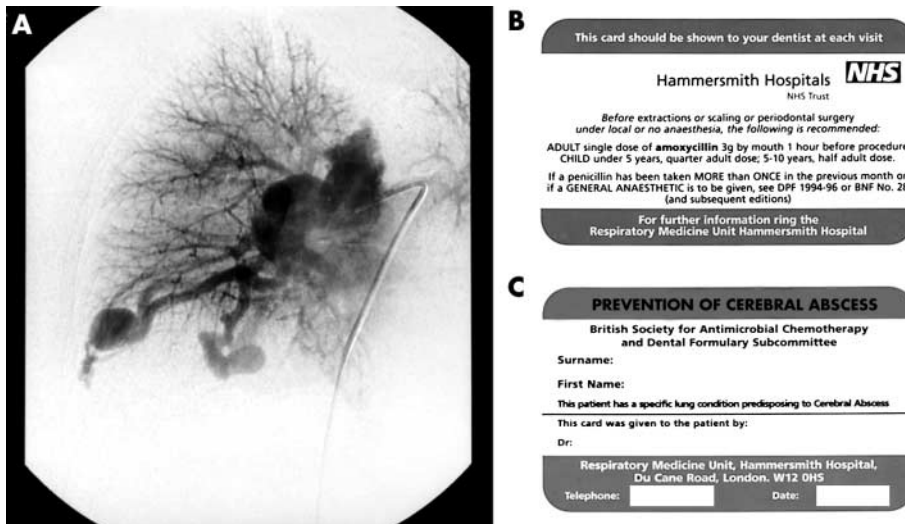 A
B
This card should be shown to your dentist at each visit
Hammersmith Hospitals NHS
NHS Trust
Before extractions or scaling or periodontal surgery
under local or no anaesthesia, the following is recommended:
ADULT single dose of amoxycillin 3g by mouth 1 hour before procedure
CHILD under 5 years, quarter adult dose; 5-10 years, half adult dose.
If a penicillin has been taken MORE than ONCE in the previous month or
if a GENERAL ANAESTHETIC is to be given, see DPF 1994-96 or BNF No. 28
(and subsequent editions)
For further information ring the
Respiratory Medicine Unit Hammersmith Hospital
C
PREVENTION OF CEREBRAL ABSCESS
British Society for Antimicrobial Chemotherapy
and Dental Formulary Subcommittee
Surname:
First Name:
This patient has a specific lung condition predisposing to Cerebral Abscess
This card was given to the patient by:
Dr:
Respiratory Medicine Unit, Hammersmith Hospital,
Du Cane Road, London. W12 0HS
Telephone: Date: